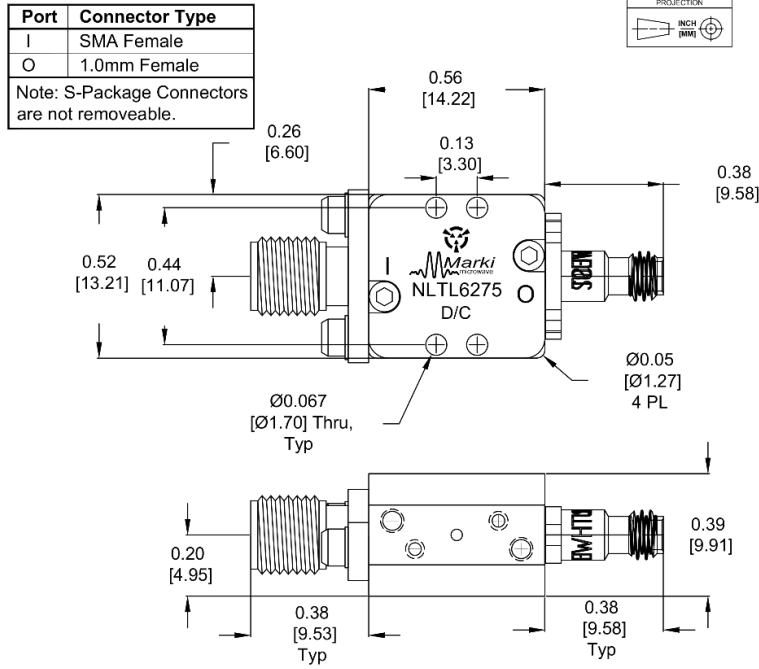 Port Connector Type
I SMA Female
O 1.0mm Female
Note: S-Package Connectors
are not removeable.
PROJECTION
INCH
[MM]
0.56
[14.22]
0.26
[6.60]
0.13
[3.30]
0.38
[9.58]
0.52
[13.21]
0.44
[11.07]
I
Marki
microwave
NLTL6275
O
D/C
Ø0.05
[Ø1.27]
4 PL
Ø0.067
[Ø1.70] Thru,
Typ
0.39
[9.91]
0.20
[4.95]
0.38
[9.53]
Typ
0.38
[9.58]
Typ